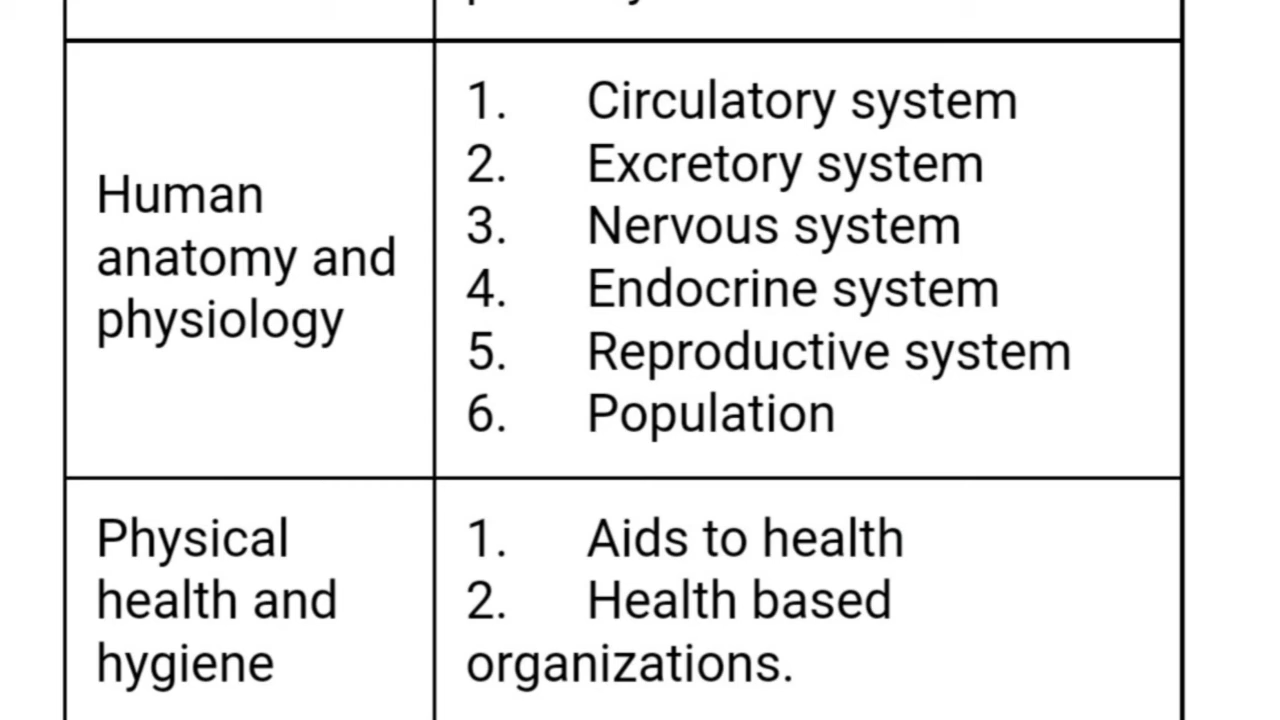 Human
anatomy and
physiology
1. Circulatory system
2. Excretory system
3. Nervous system
4. Endocrine system
5. Reproductive system
6. Population
Physical
health and
hygiene
1. Aids to health
2. Health based
organizations.